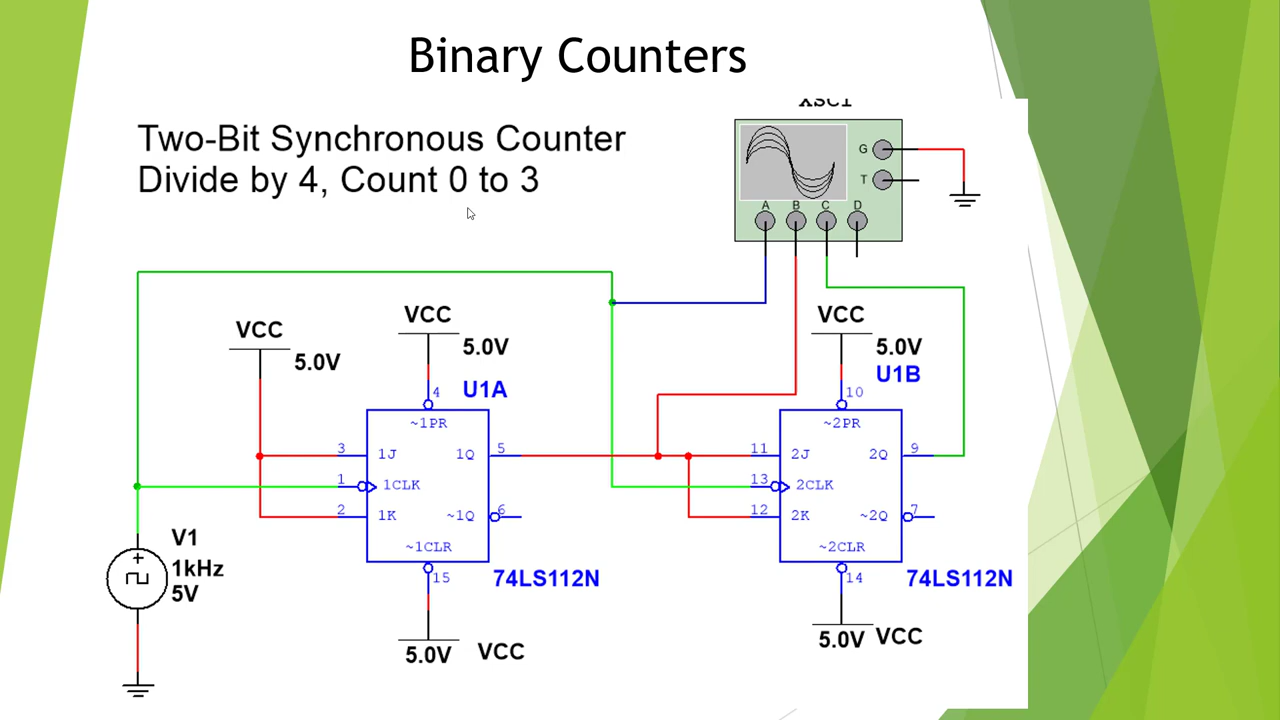 Binary Counters
Two-Bit Synchronous Counter
Divide by 4, Count 0 to 3
XSC1
G
T
A B C D
VCC
5.0V
VCC
5.0V
U1A
4
~1PR
3 1J 1Q 5
1 1CLK
2 1K ~1Q 6
~1CLR
15
74LS112N
5.0V VCC
VCC
5.0V
U1B
10
~2PR
11 2J 2Q 9
13 2CLK
12 2K ~2Q 7
~2CLR
14
74LS112N
5.0V VCC
V1
1kHz
5V